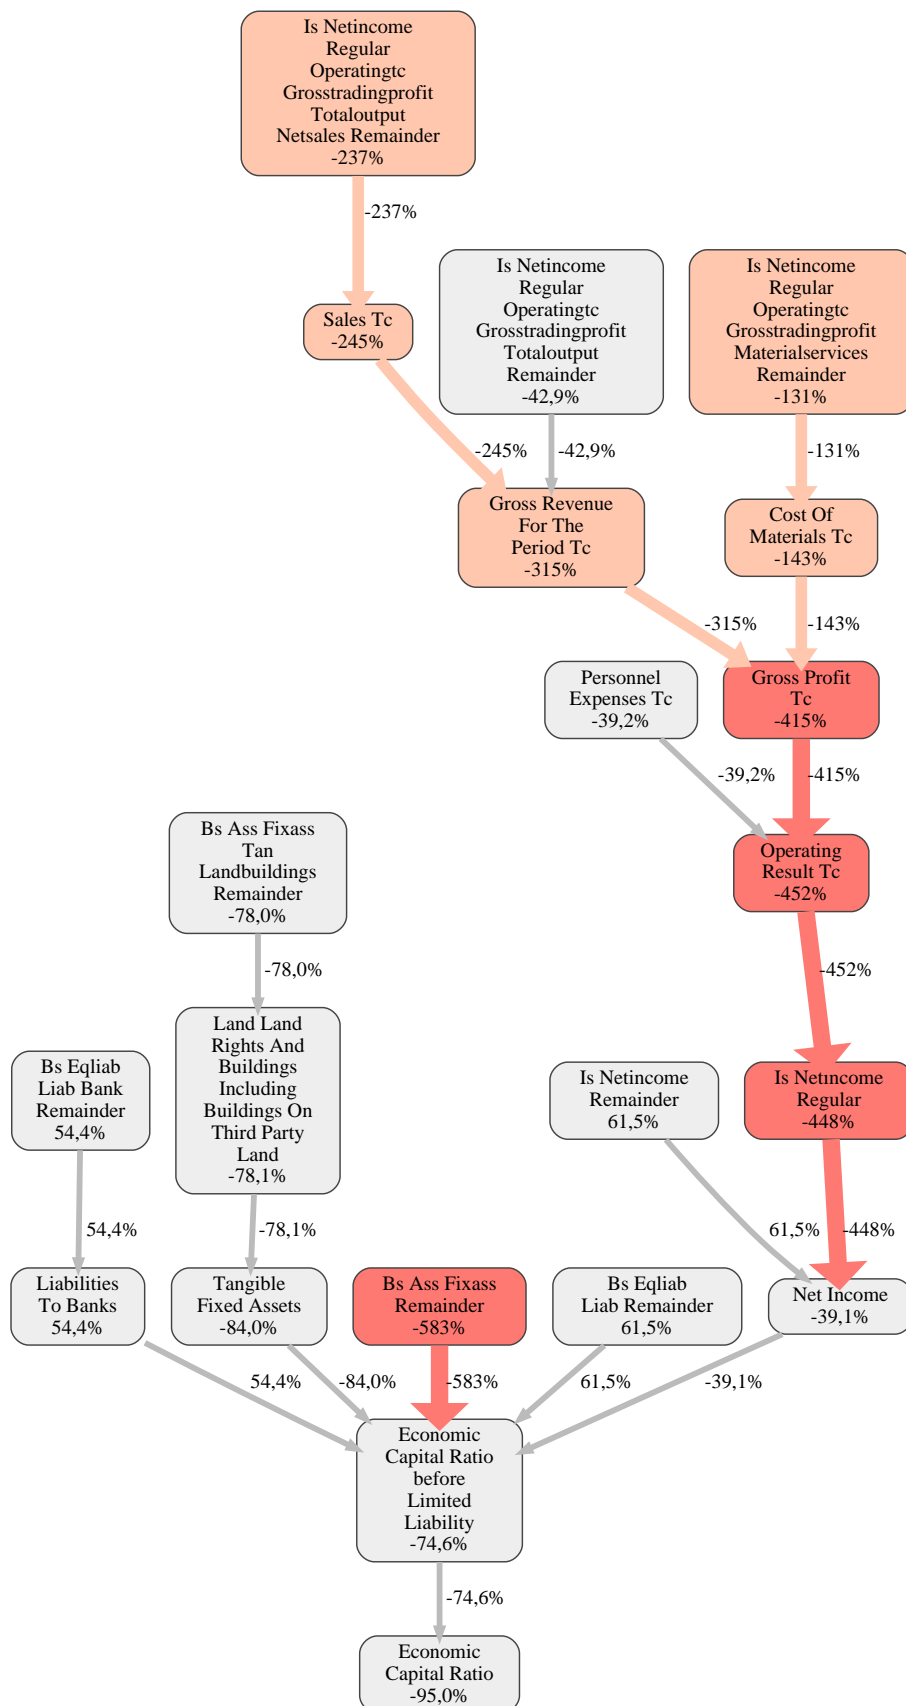 Is Netincome
Regular
Operatingtc
Grosstradingprofit
Totaloutput
Netsales Remainder
-237%
-237%
Is Netincome
Regular
Operatingtc
Grosstradingprofit
Totaloutput
Remainder
-42,9%
Is Netincome
Regular
Operatingtc
Grosstradingprofit
Materialservices
Remainder
-131%
Sales Tc
-245%
-245%
-42,9%
-131%
Gross Revenue
For The
Period Tc
-315%
Cost Of
Materials Tc
-143%
-315%
-143%
Personnel
Expenses Tc
-39,2%
Gross Profit
Tc
-415%
-39,2%
-415%
Bs Ass Fixass
Tan
Landbuildings
Remainder
-78,0%
Operating
Result Tc
-452%
-78,0%
-452%
Land Land
Rights And
Buildings
Including
Buildings On
Third Party
Land
-78,1%
Bs Eqliab
Liab Bank
Remainder
54,4%
Is Netincome
Remainder
61,5%
Is Netincome
Regular
-448%
54,4%
-78,1%
61,5%
-448%
Liabilities
To Banks
54,4%
Tangible
Fixed Assets
-84,0%
Bs Ass Fixass
Remainder
-583%
Bs Eqliab
Liab Remainder
61,5%
Net Income
-39,1%
54,4%
-84,0%
-583%
61,5%
-39,1%
Economic
Capital Ratio
before
Limited
Liability
-74,6%
-74,6%
Economic
Capital Ratio
-95,0%